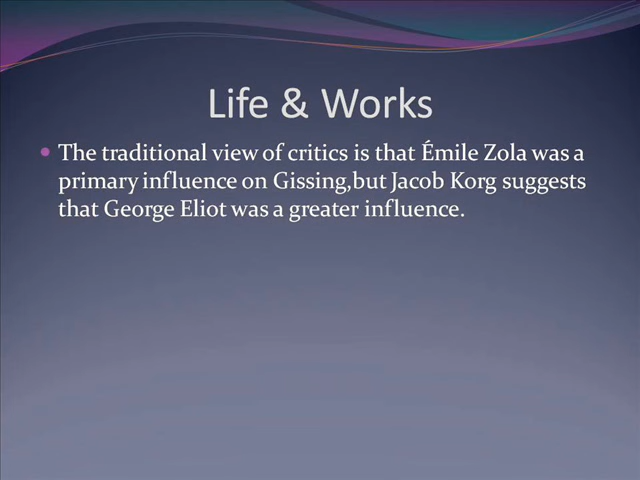 Life & Works
The traditional view of critics is that Émile Zola was a
primary influence on Gissing,but Jacob Korg suggests
that George Eliot was a greater influence.